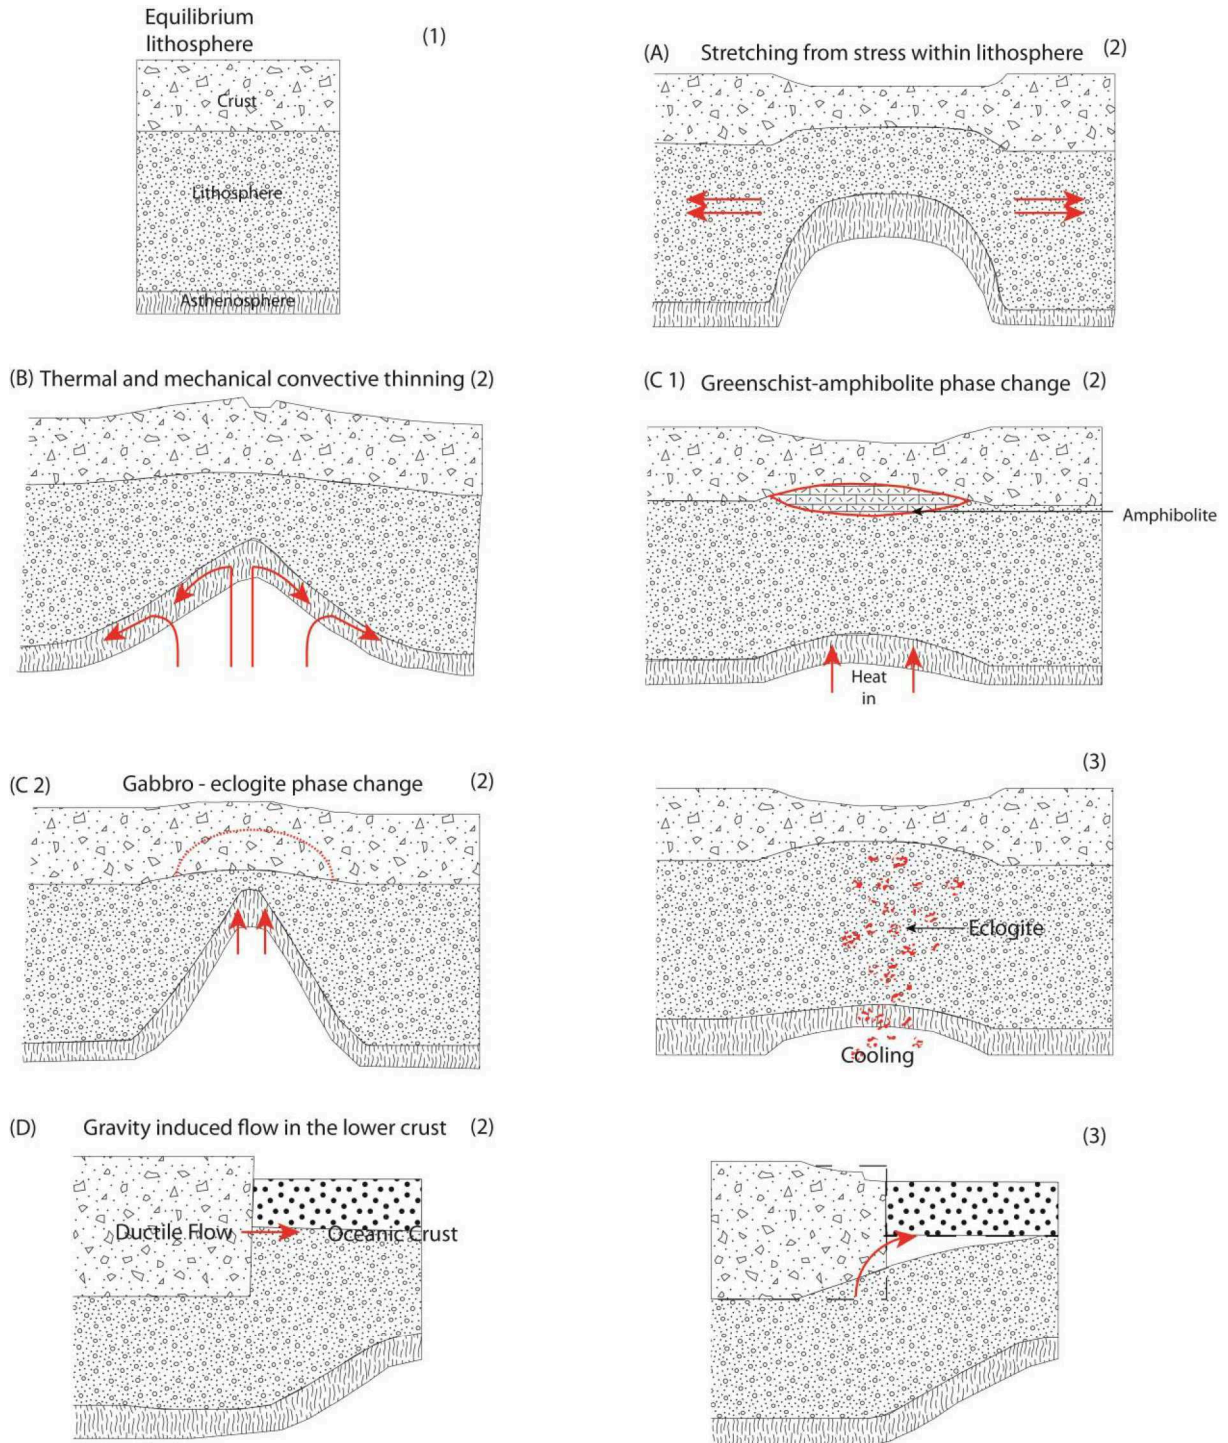 Equilibrium
lithosphere
(1)
Crust
Lithosphere
Asthenosphere
(A) Stretching from stress within lithosphere (2)
(B) Thermal and mechanical convective thinning (2)
(C 1) Greenschist-amphibolite phase change (2)
Amphibolite
Heat
in
(C 2) Gabbro - eclogite phase change (2)
(3)
Eclogite
Cooling
(D) Gravity induced flow in the lower crust (2)
Ductile Flow
Oceanic Crust
(3)